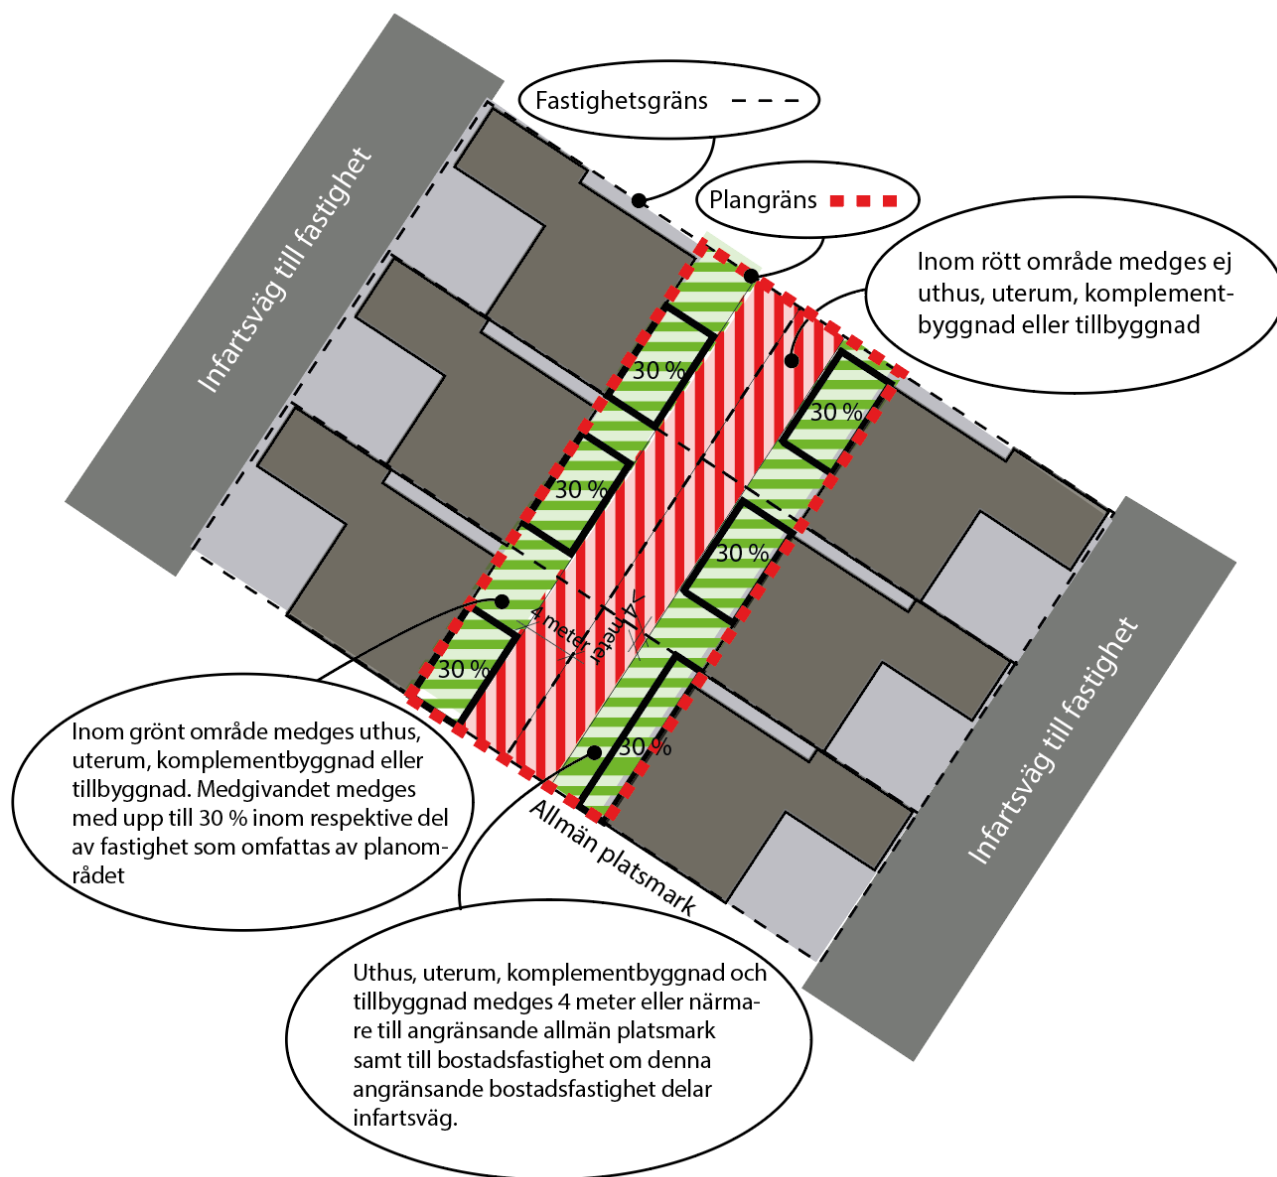 Fastighetsgräns
Plangräns
Inom rött område medges ej
uthus, uterum, komplement-
byggnad eller tillbyggnad
Infartsväg till fastighet
30 %
30 %
30 %
30 %
30 %
30 %
4 meter
>4 meter
Inom grönt område medges uthus,
uterum, komplementbyggnad eller
tillbyggnad. Medgivandet medges
med upp till 30 % inom respektive del
av fastighet som omfattas av planom-
rådet
Allmän platsmark
Infartsväg till fastighet
Uthus, uterum, komplementbyggnad och
tillbyggnad medges 4 meter eller närma-
re till angränsande allmän platsmark
samt till bostadsfastighet om denna
angränsande bostadsfastighet delar
infartsväg.